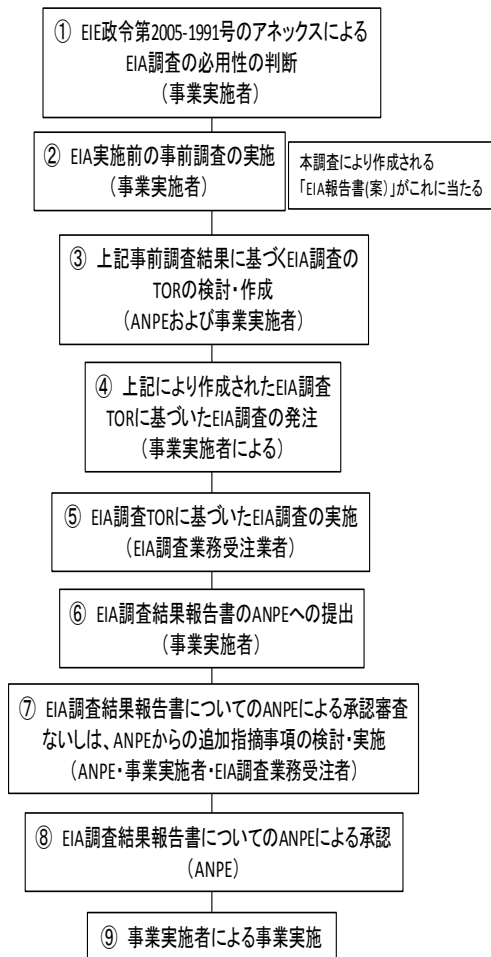 ① EIE政令第2005-1991号のアネックスによる
EIA調査の必用性の判断
(事業実施者)
② EIA実施前の事前調査の実施
(事業実施者)
本調査により作成される
「EIA報告書(案)」がこれに当たる
③ 上記事前調査結果に基づくEIA調査の
TORの検討・作成
(ANPEおよび事業実施者)
④ 上記により作成されたEIA調査
TORに基づいたEIA調査の発注
(事業実施者による)
⑤ EIA調査TORに基づいたEIA調査の実施
(EIA調査業務受注業者)
⑥ EIA調査結果報告書のANPEへの提出
(事業実施者)
⑦ EIA調査結果報告書についてのANPEによる承認審査
ないしは、ANPEからの追加指摘事項の検討・実施
(ANPE・事業実施者・EIA調査業務受注者)
⑧ EIA調査結果報告書についてのANPEによる承認
(ANPE)
⑨ 事業実施者による事業実施